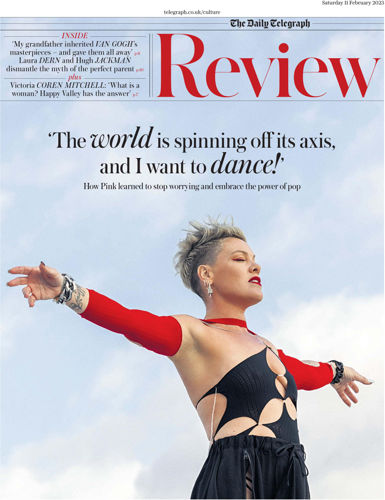 Saturday 11 February 2023
telegraph.co.uk/culture
The Daily Telegraph
Review
INSIDE
'My grandfather inherited VAN GOGH's
masterpieces – and gave them all away' p8
Laura DERN and Hugh JACKMAN
dismantle the myth of the perfect parent p10
plus
Victoria COREN MITCHELL: 'What is a
woman? Happy Valley has the answer' p7
'The world is spinning off its axis,
and I want to dance!'
How Pink learned to stop worrying and embrace the power of pop